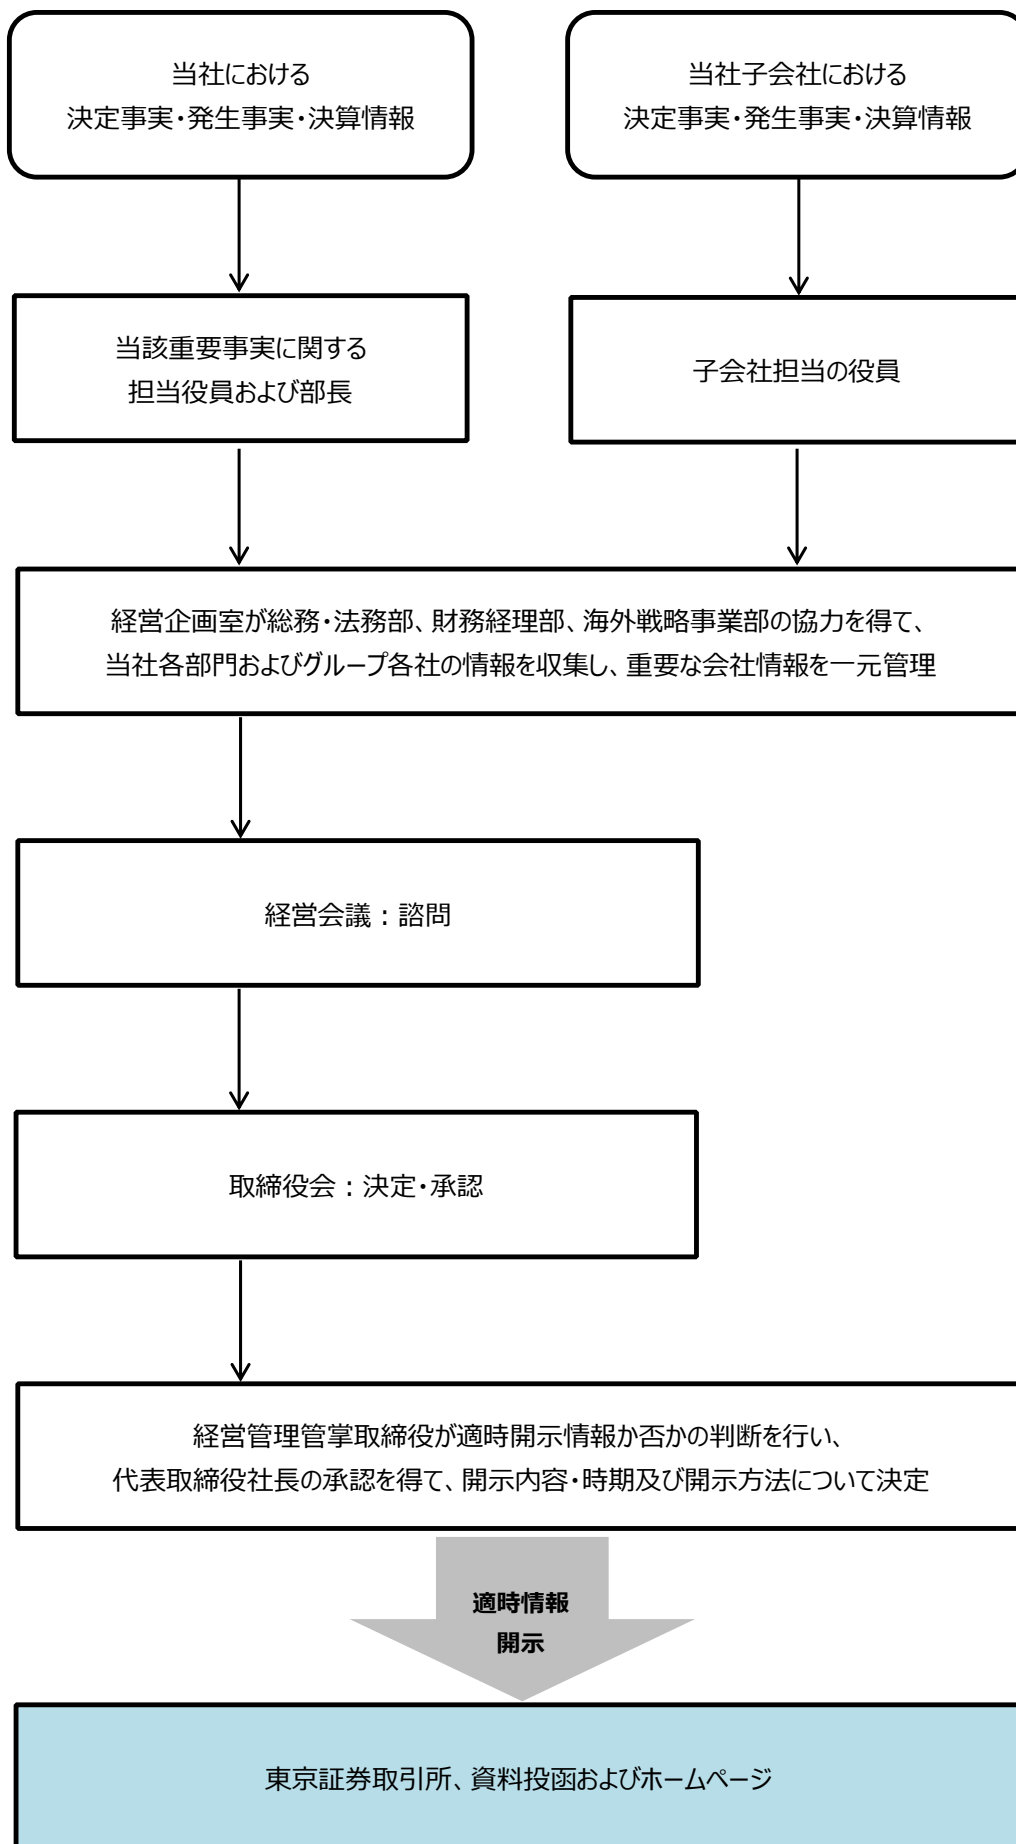 当社における
決定事実・発生事実・決算情報
当社子会社における
決定事実・発生事実・決算情報
当該重要事実に関する
担当役員および部長
子会社担当の役員
経営企画室が総務・法務部、財務経理部、海外戦略事業部の協力を得て、
当社各部門およびグループ各社の情報を収集し、重要な会社情報を一元管理
経営会議：諮問
取締役会：決定・承認
経営管理管掌取締役が適時開示情報か否かの判断を行い、
代表取締役社長の承認を得て、開示内容・時期及び開示方法について決定
適時情報
開示
東京証券取引所、資料投函およびホームページ